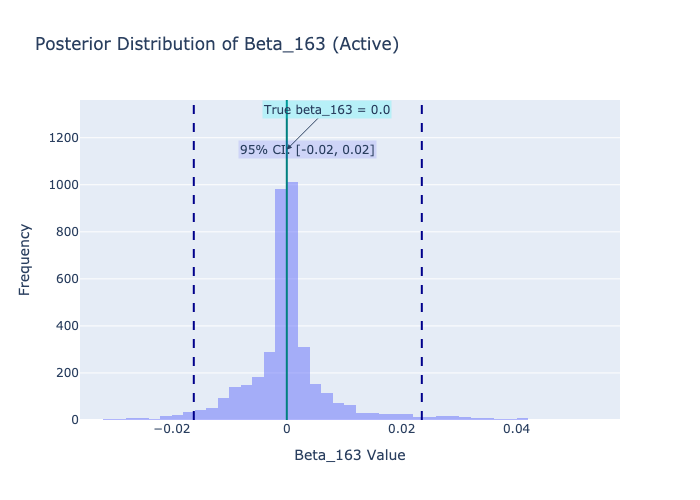 Posterior Distribution of Beta_163 (Active)
True beta_163 = 0.0
95% CI: [-0.02, 0.02]
1200
1000
800
600
400
200
0
Frequency
−0.02
0
0.02
0.04
Beta_163 Value